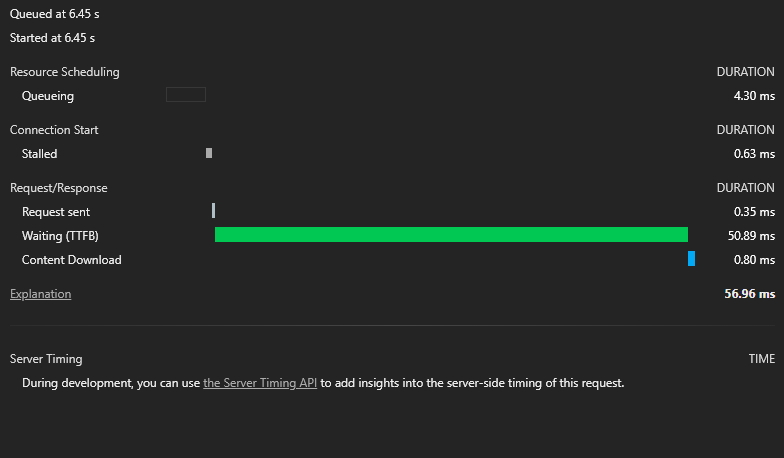 Queued at 6.45 s
Started at 6.45 s
Resource Scheduling DURATION
Queueing 4.30 ms
Connection Start DURATION
Stalled 0.63 ms
Request/Response DURATION
Request sent 0.35 ms
Waiting (TTFB) 50.89 ms
Content Download 0.80 ms
Explanation 56.96 ms
Server Timing TIME
During development, you can use the Server Timing API to add insights into the server-side timing of this request.